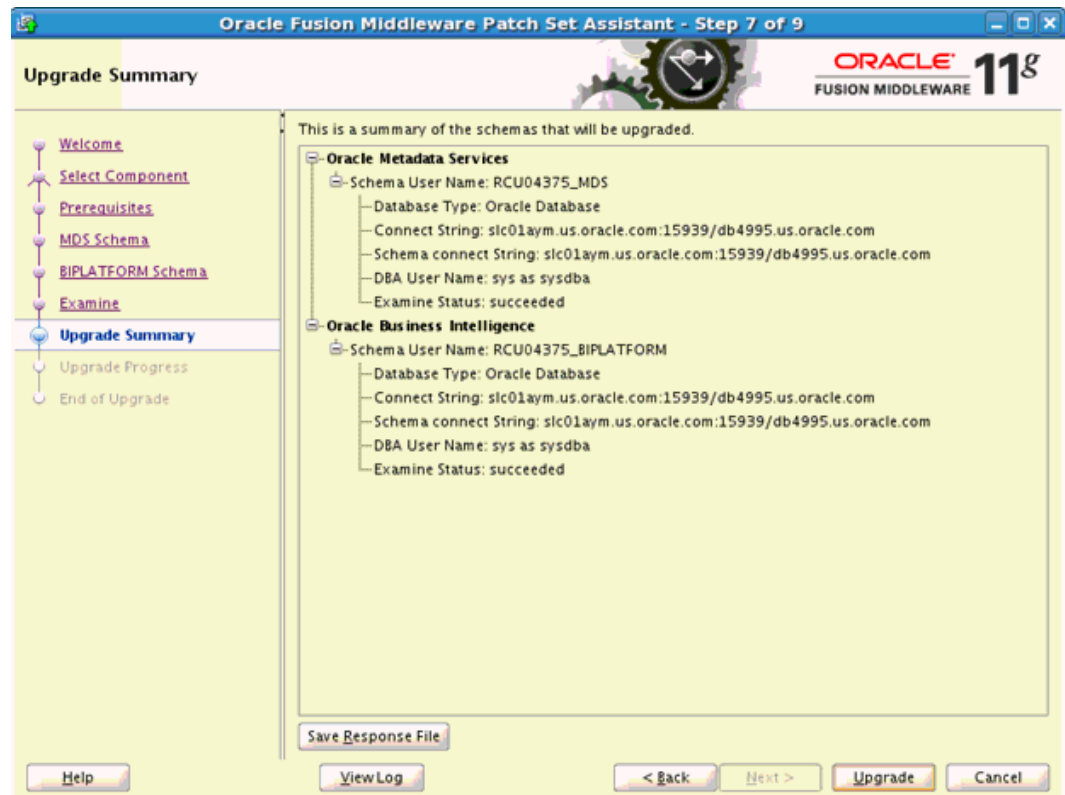 Oracle Fusion Middleware Patch Set Assistant - Step 7 of 9
Upgrade Summary
ORACLE
FUSION MIDDLEWARE 11g
Welcome
Select Component
Prerequisites
MDS Schema
BIPLATFORM Schema
Examine
Upgrade Summary
Upgrade Progress
End of Upgrade
This is a summary of the schemas that will be upgraded.
Oracle Metadata Services
Schema User Name: RCU04375_MDS
Database Type: Oracle Database
Connect String: slc01aym.us.oracle.com:15939/db4995.us.oracle.com
Schema connect String: slc01aym.us.oracle.com:15939/db4995.us.oracle.com
DBA User Name: sys as sysdba
Examine Status: succeeded
Oracle Business Intelligence
Schema User Name: RCU04375_BIPLATFORM
Database Type: Oracle Database
Connect String: slc01aym.us.oracle.com:15939/db4995.us.oracle.com
Schema connect String: slc01aym.us.oracle.com:15939/db4995.us.oracle.com
DBA User Name: sys as sysdba
Examine Status: succeeded
Save Response File
Help View Log < Back Next > Upgrade Cancel